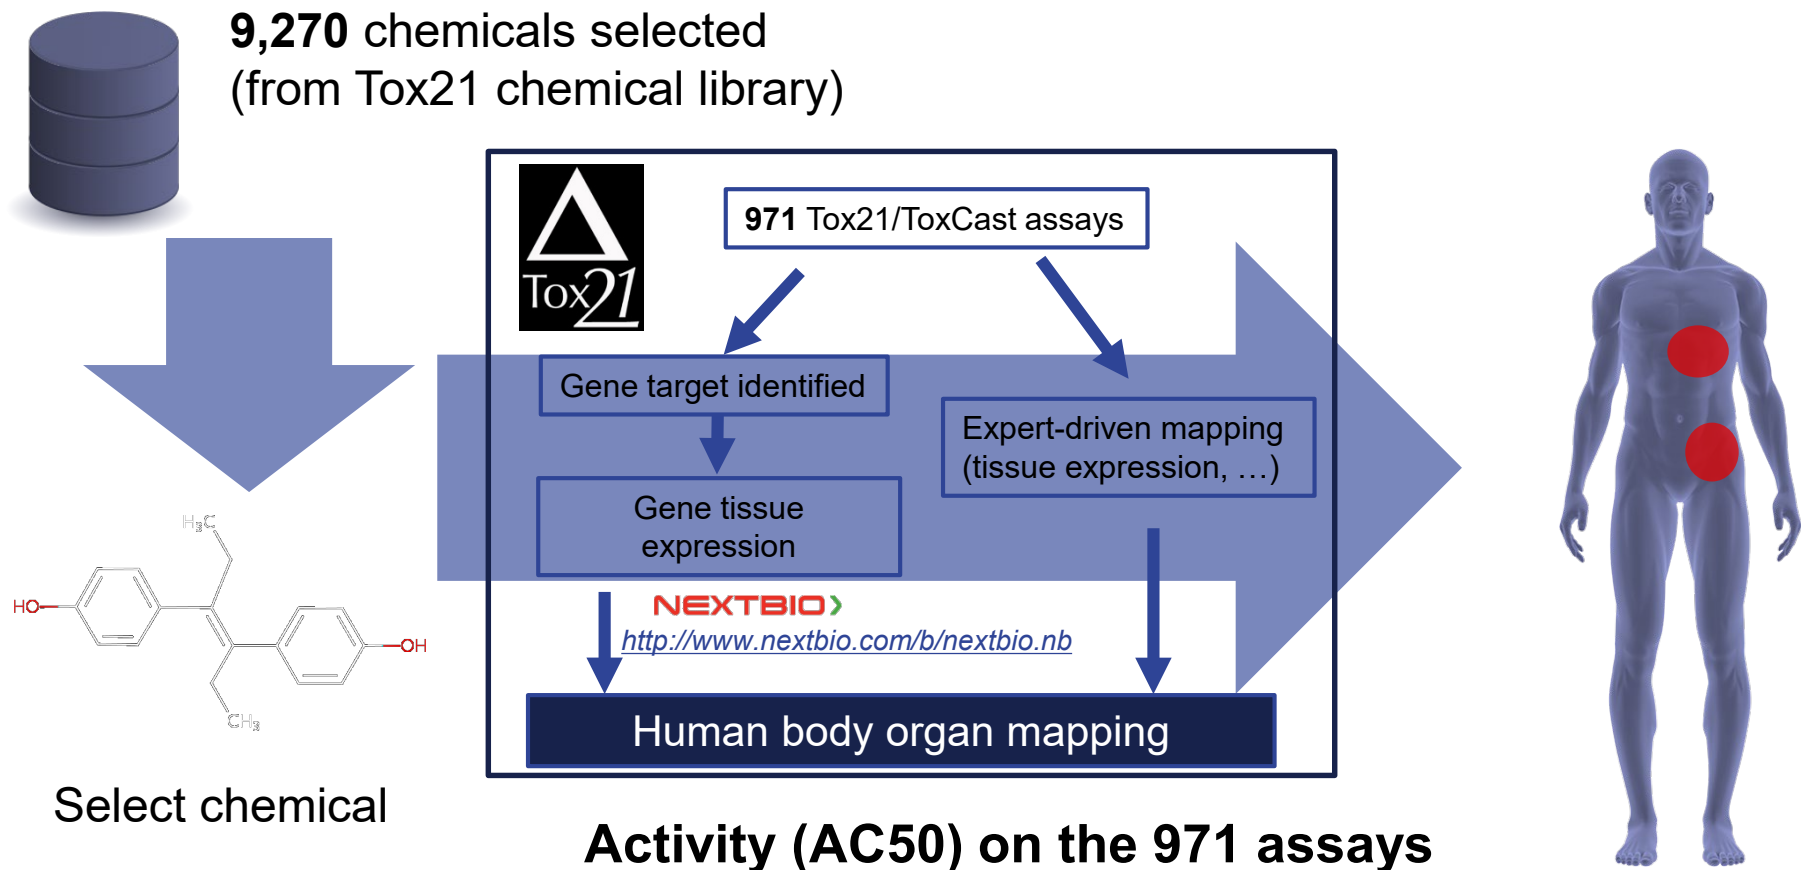 9,270 chemicals selected
(from Tox21 chemical library)
Tox21
971 Tox21/ToxCast assays
Gene target identified
Expert-driven mapping
(tissue expression, …)
Gene tissue
expression
NEXTBIO
http://www.nextbio.com/b/nextbio.nb
Human body organ mapping
H3C
HO
OH
CH3
Select chemical
Activity (AC50) on the 971 assays